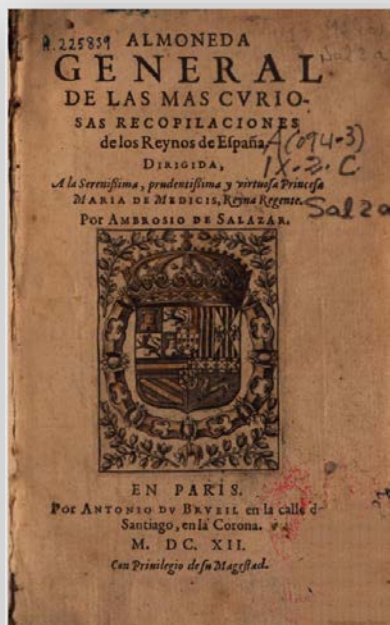 A. 225839
ALMONEDA
GENERAL
DE LAS MAS CVRIO-
SAS RECOPILACIONES
de los Reynos de España.
A(094-3)
IX-2. C.
DIRIGIDA,
A la Sereniſſima, prudentiſſima y virtuoſa Princeſa
MARIA DE MEDICIS, Reyna Regente.
Salza
Por AMBROSIO DE SALAZAR.
EN PARIS.
Por ANTONIO DV BRVEIL en la calle d
Santiago, en la Corona.
M. DC. XII.
Con Priuilegio de ſu Mageſtad.